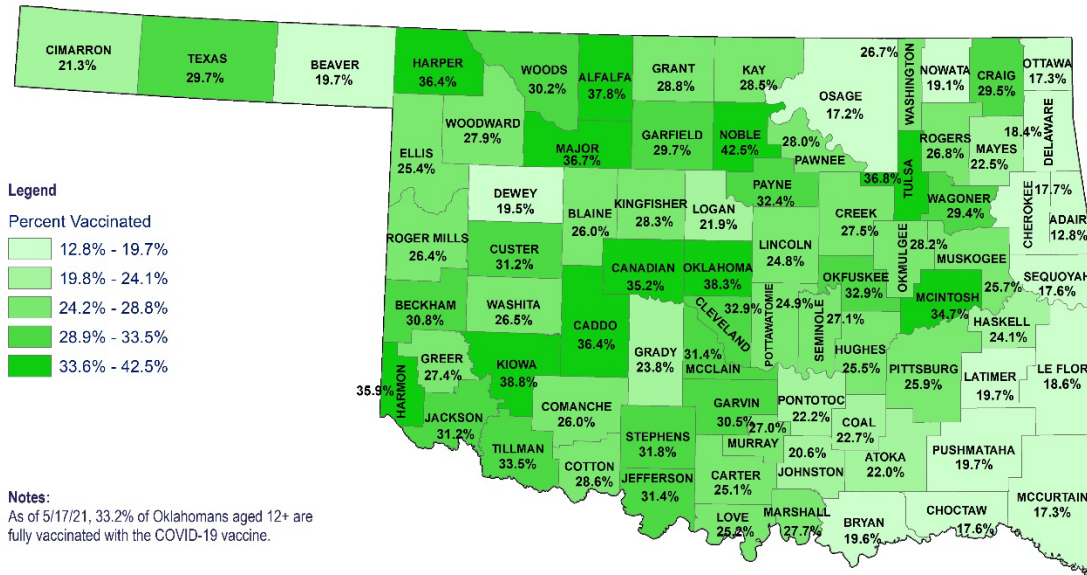 CIMARRON
21.3%
TEXAS
29.7%
BEAVER
19.7%
HARPER
36.4%
WOODS
30.2%
ALFALFA
37.8%
GRANT
28.8%
KAY
28.5%
26.7%
WASHINGTON
OSAGE
17.2%
NOWATA
19.1%
CRAIG
29.5%
OTTAWA
17.3%
WOODWARD
27.9%
MAJOR
36.7%
GARFIELD
29.7%
NOBLE
42.5%
28.0%
PAWNEE
ROGERS
26.8%
MAYES
22.5%
18.4%
DELAWARE
ELLIS
25.4%
DEWEY
19.5%
BLAINE
26.0%
KINGFISHER
28.3%
LOGAN
21.9%
PAYNE
32.4%
36.8%
TULSA
WAGONER
29.4%
17.7%
CHEROKEE
ADAIR
12.8%
CREEK
27.5%
Legend
Percent Vaccinated
12.8% - 19.7%
19.8% - 24.1%
24.2% - 28.8%
28.9% - 33.5%
33.6% - 42.5%
ROGER MILLS
26.4%
CUSTER
31.2%
CANADIAN
35.2%
OKLAHOMA
38.3%
LINCOLN
24.8%
OKMULGEE
28.2%
MUSKOGEE
25.7%
SEQUOYAH
17.6%
BECKHAM
30.8%
WASHITA
26.5%
CADDO
36.4%
32.9%
CLEVELAND
POTTAWATOMIE
24.9%
SEMINOLE
27.1%
OKFUSKEE
32.9%
MCINTOSH
34.7%
HASKELL
24.1%
GREER
27.4%
KIOWA
38.8%
GRADY
23.8%
31.4%
MCCLAIN
HUGHES
25.5%
PITTSBURG
25.9%
LATIMER
19.7%
LE FLOR
18.6%
35.9%
HARMON
JACKSON
31.2%
COMANCHE
26.0%
GARVIN
30.5%
PONTOTOC
22.2%
COAL
22.7%
TILLMAN
33.5%
COTTON
28.6%
STEPHENS
31.8%
27.0%
MURRAY
20.6%
JOHNSTON
ATOKA
22.0%
PUSHMATAHA
19.7%
JEFFERSON
31.4%
CARTER
25.1%
LOVE
25.2%
MARSHALL
27.7%
BRYAN
19.6%
CHOCTAW
17.6%
MCCURTAIN
17.3%
Notes:
As of 5/17/21, 33.2% of Oklahomans aged 12+ are
fully vaccinated with the COVID-19 vaccine.